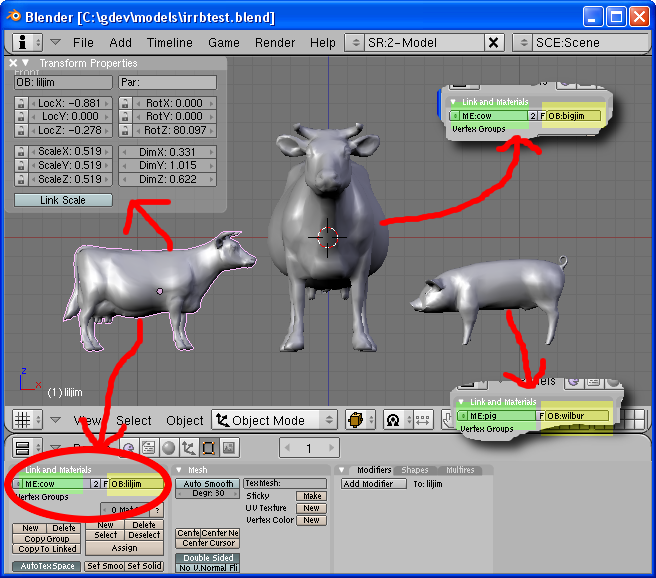 Blender [C:\gdev\models\irrbtest.blend]
File Add Timeline Game Render Help SR:2-Model SCE:Scene
Transform Properties
OB: liljim Par:
LocX: -0.881 RotX: 0.000
LocY: 0.000 RotY: 0.000
LocZ: -0.278 RotZ: 80.097
ScaleX: 0.519 DimX: 0.331
ScaleY: 0.519 DimY: 1.015
ScaleZ: 0.519 DimZ: 0.622
Link Scale
Link and Materials
ME:cow 2 F OB:bigjim
Vertex Groups
(1) liljim
z
x
Link and Materials
ME:pig F OB:wilbur
Vertex Groups
View Select Object Object Mode
1
Link and Materials
ME:cow 2 F OB:liljim
Vertex Groups
0 Mat ?
New Delete New Delete
Copy Group Select Deselect
Copy To Linked Assign
AutoTexSpace Set Smoo Set Solid
Mesh
Auto Smooth TexMesh:
Degr: 30 Sticky Make
UV Texture New
Vertex Color New
Cente Center Ne
Center Cursor
Double Sided
No V.Normal Fli
Modifiers Shapes Multires
Add Modifier To: liljim